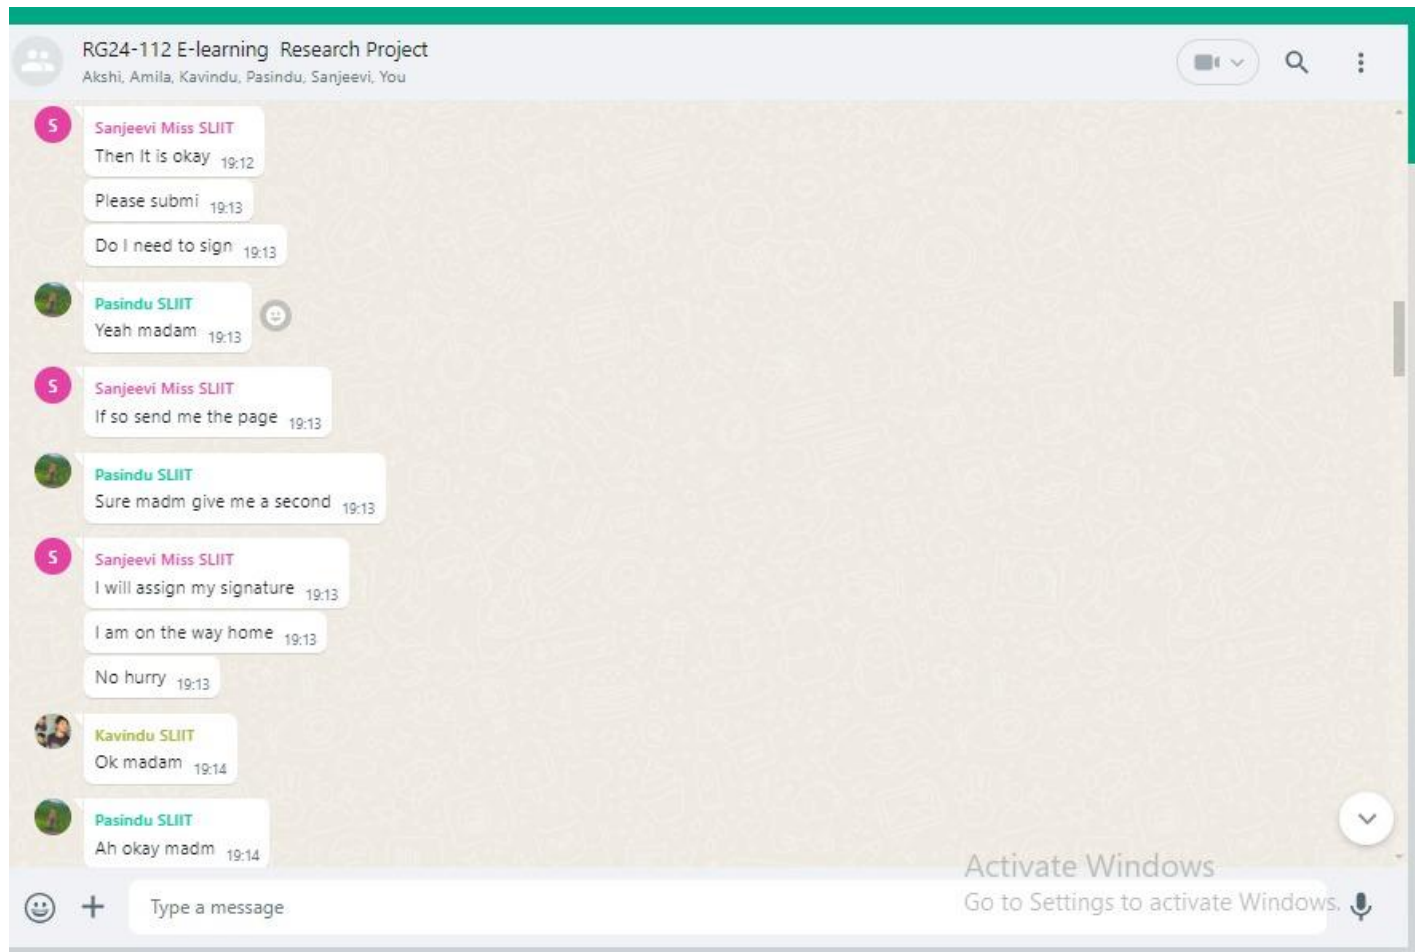 RG24-112 E-learning  Research Project
Akshi, Amila, Kavindu, Pasindu, Sanjeevi, You
S
Sanjeevi Miss SLIIT
Then It is okay 19:12
Please submi 19:13
Do I need to sign 19:13
Pasindu SLIIT
Yeah madam 19:13
S
Sanjeevi Miss SLIIT
If so send me the page 19:13
Pasindu SLIIT
Sure madm give me a second 19:13
S
Sanjeevi Miss SLIIT
I will assign my signature 19:13
I am on the way home 19:13
No hurry 19:13
Kavindu SLIIT
Ok madam 19:14
Pasindu SLIIT
Ah okay madm 19:14
Activate Windows
Go to Settings to activate Windows.
Type a message